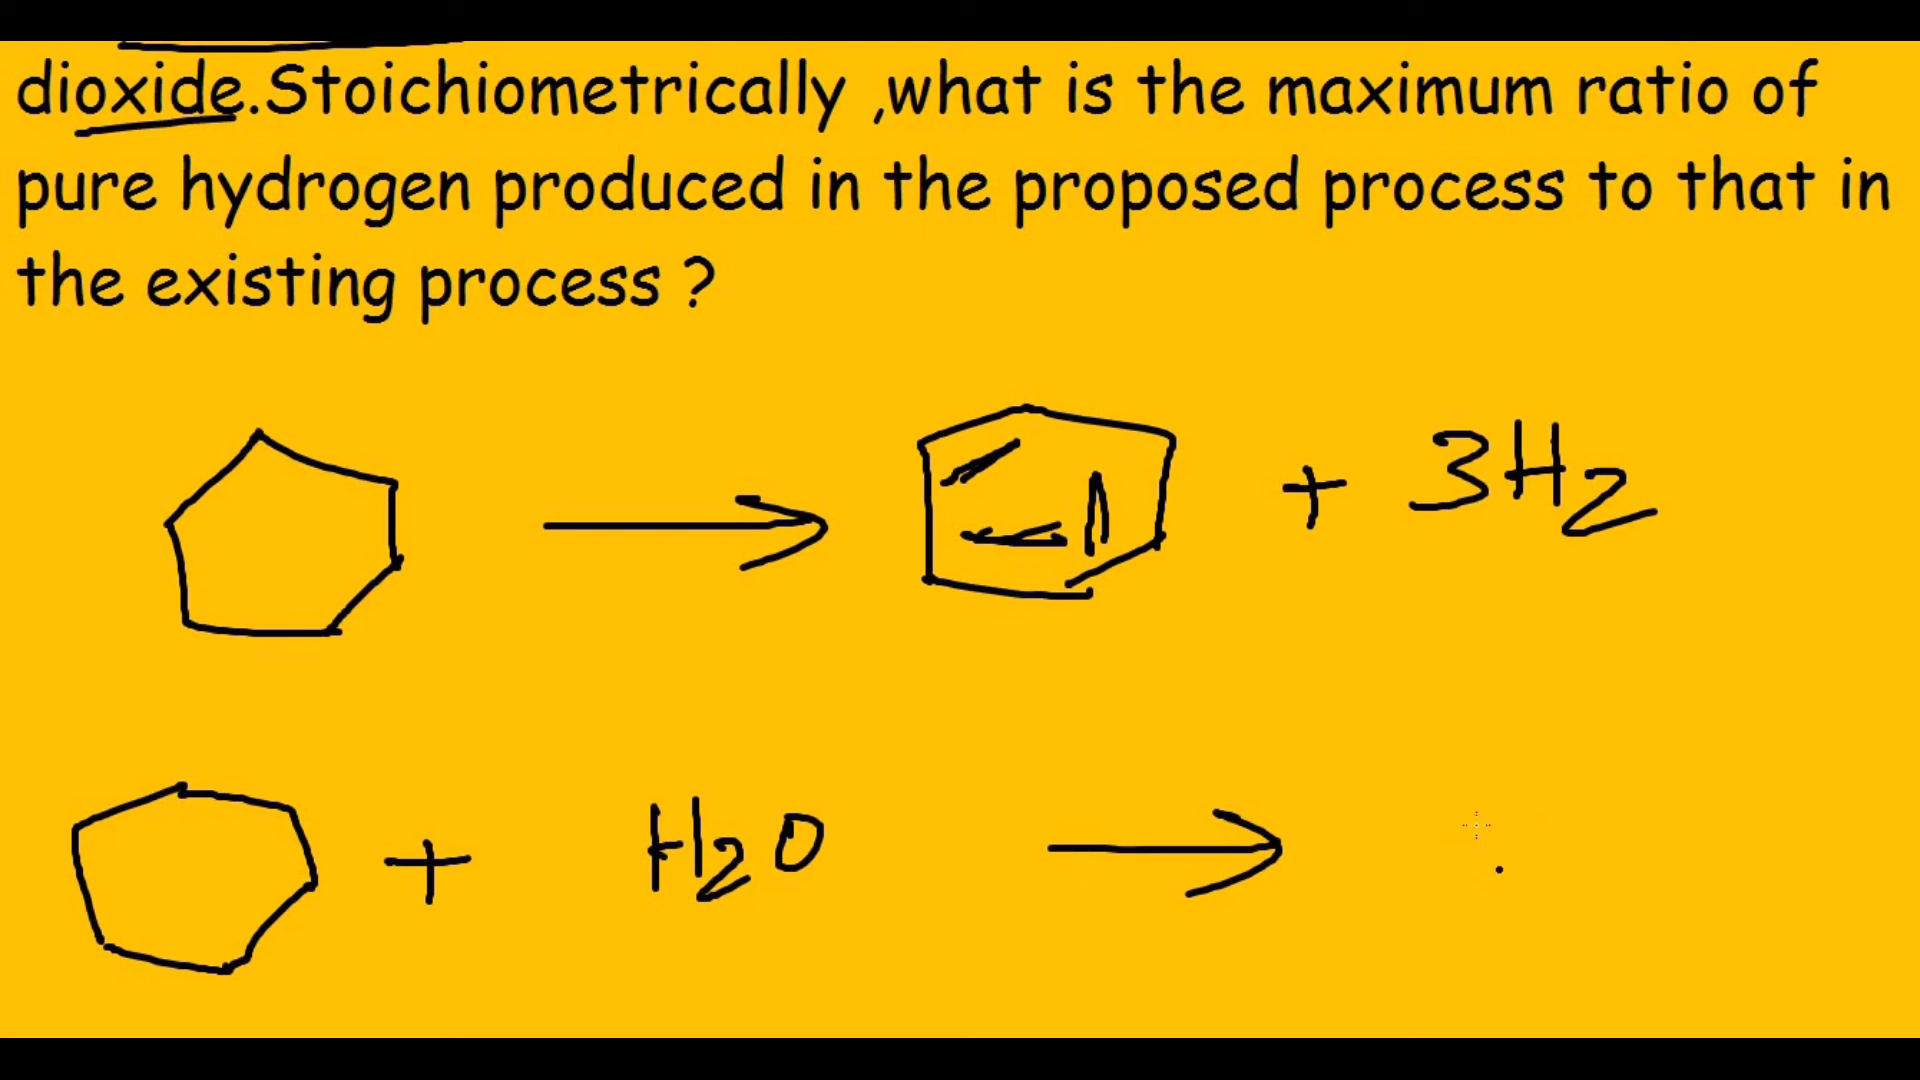 dioxide.Stoichiometrically ,what is the maximum ratio of
pure hydrogen produced in the proposed process to that in
the existing process ?
+ 3H2
+ H2O